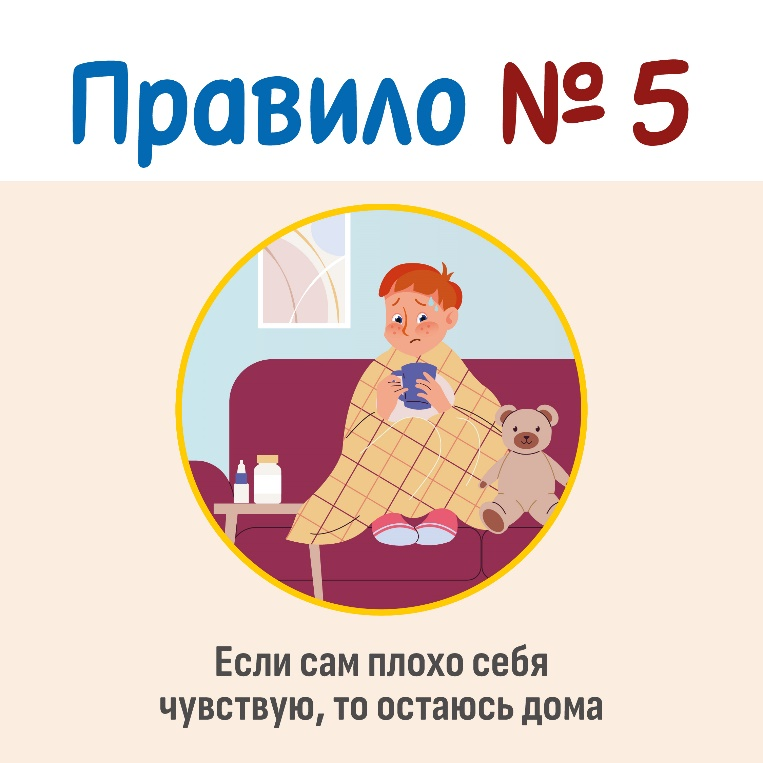 Правило № 5
Если сам плохо себя
чувствую, то остаюсь дома